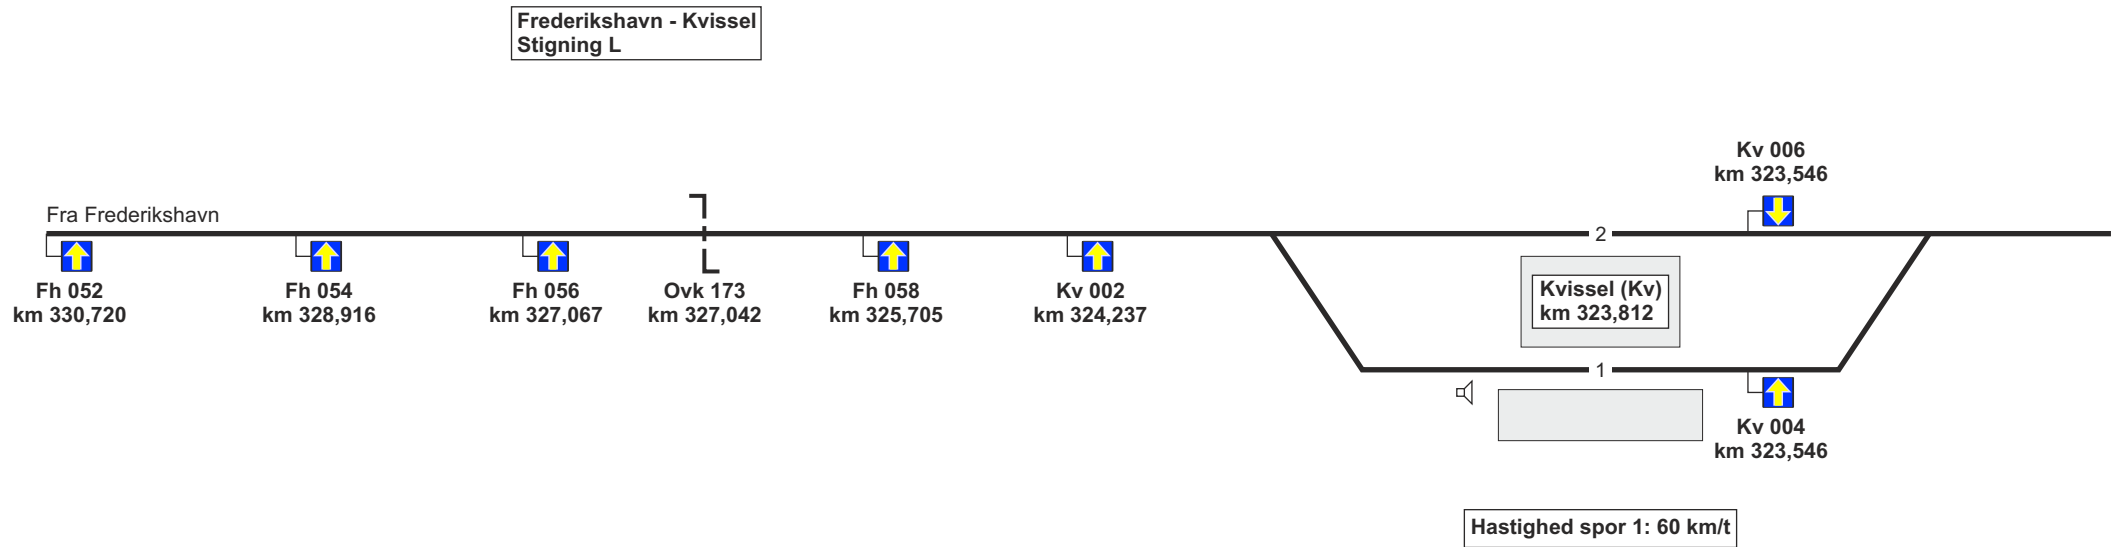 Frederikshavn - Kvissel
Stigning L
Kv 006
km 323,546
Fra Frederikshavn
2
Fh 052
km 330,720
Fh 054
km 328,916
Fh 056
km 327,067
Ovk 173
km 327,042
Fh 058
km 325,705
Kv 002
km 324,237
Kvissel (Kv)
km 323,812
1
Kv 004
km 323,546
Hastighed spor 1: 60 km/t